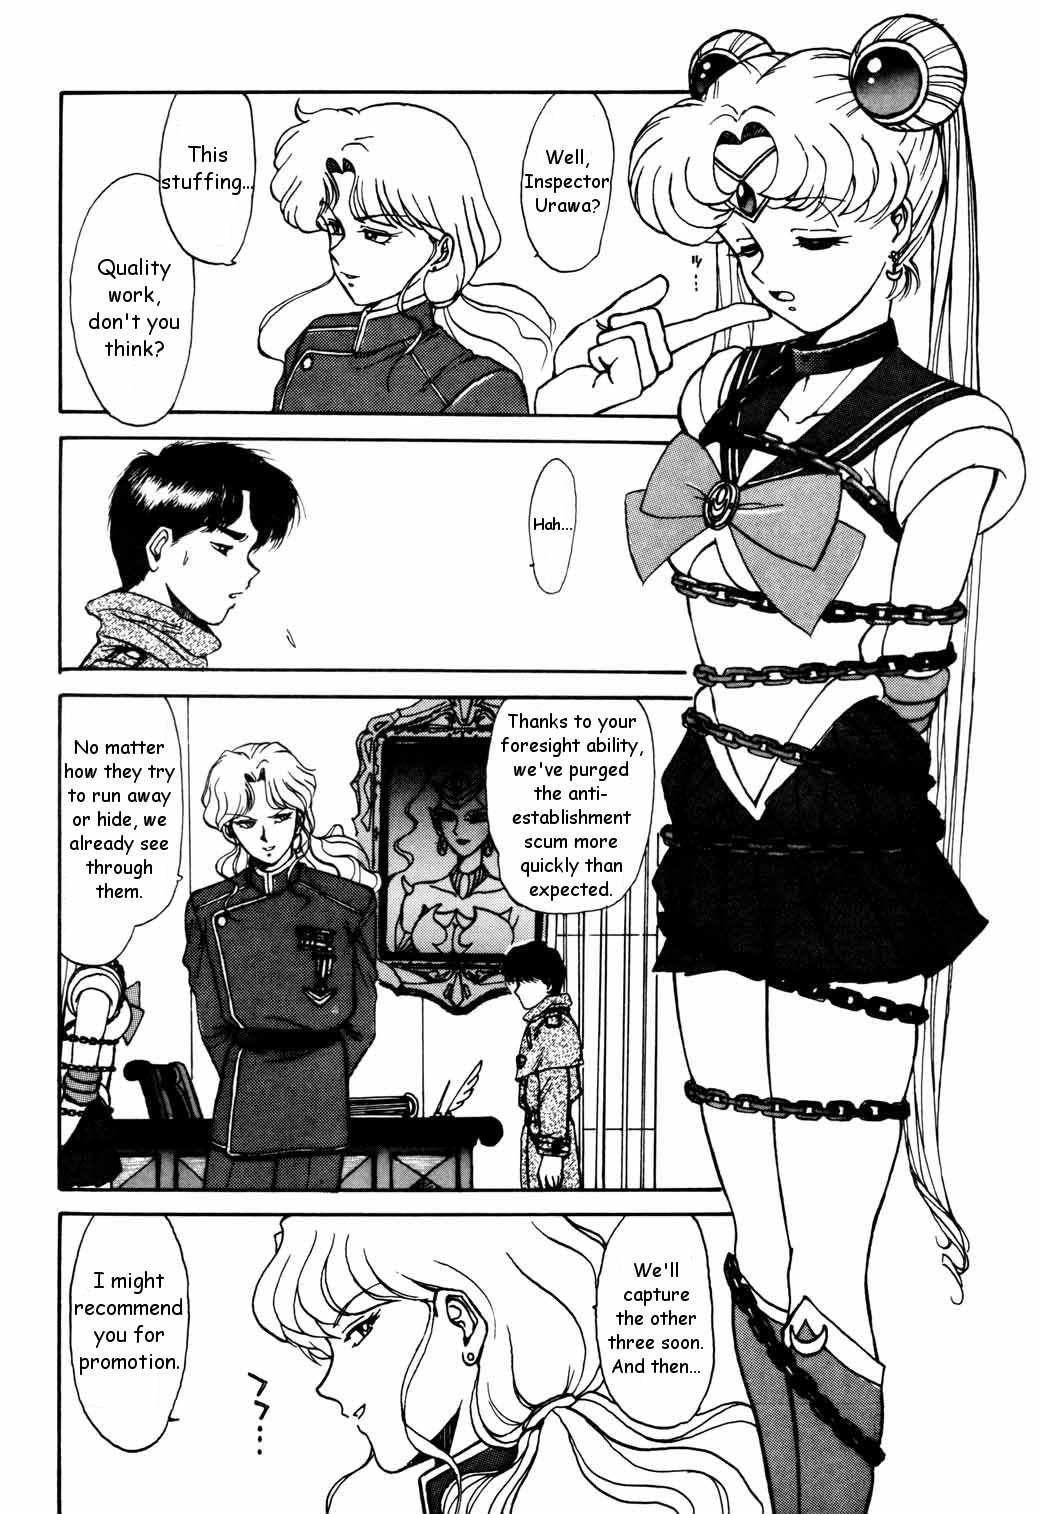 Well,
Inspector
Urawa?
This
stuffing...
Quality
work,
don't you
think?
Hah...
Thanks to your
foresight ability,
we've purged
the anti-
establishment
scum more
quickly than
expected.
No matter
how they try
to run away
or hide, we
already see
through
them.
We'll
capture
the other
three soon.
And then...
I might
recommend
you for
promotion.